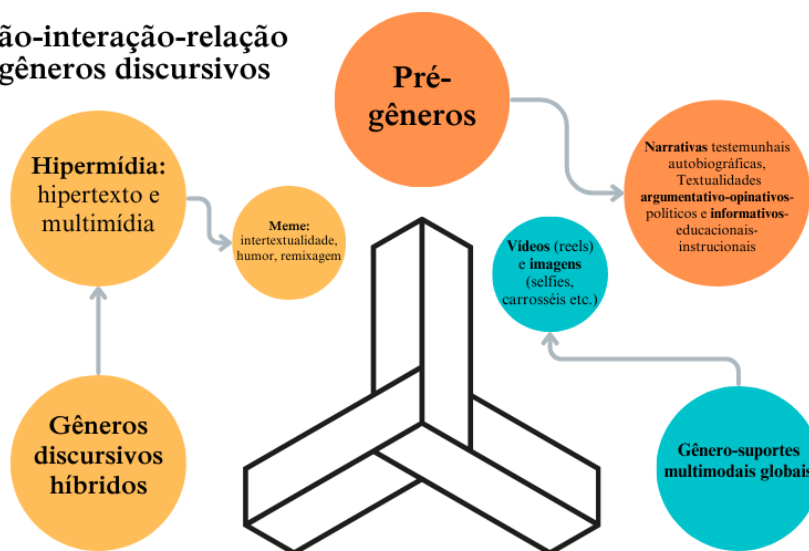 ão-interação-relação
gêneros discursivos
Pré-
gêneros
Hipermídia:
hipertexto e
multimídia
Meme:
intertextualidade,
humor, remixagem
Narrativas testemunhais
autobiográficas,
Textualidades
argumentativo-opinativos-
políticos e informativos-
educacionais-
instrucionais
Vídeos (reels)
e imagens
(selfies,
carrosséis etc.)
Gêneros
discursivos
híbridos
Gênero-suportes
multimodais globais